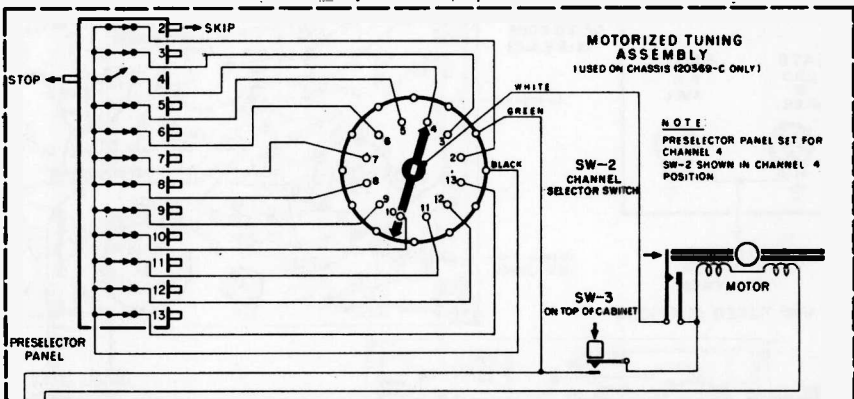 2 SKIP
3
STOP 4
5
6
7
8
9
10
11
12
13
PRESELECTOR
PANEL
5
4
3
2
13
12
11
10
9
8
7
6
WHITE
GREEN
BLACK
MOTORIZED TUNING
ASSEMBLY
(USED ON CHASSIS 120369-C ONLY)
NOTE:
PRESELECTOR PANEL SET FOR
CHANNEL 4
SW-2 SHOWN IN CHANNEL 4
POSITION
SW-2
CHANNEL
SELECTOR SWITCH
SW-3
ON TOP OF CABINET
MOTOR